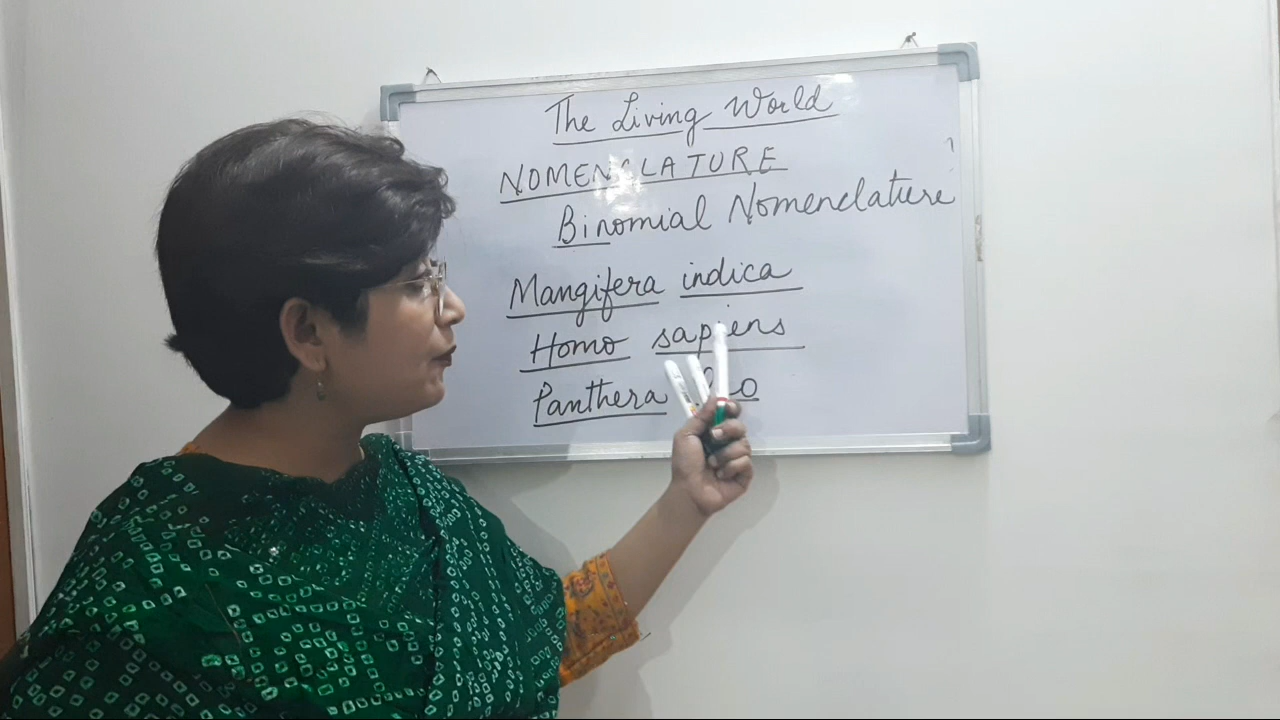 The Living World
NOMENCLATURE
Binomial Nomenclature
Mangifera indica
Homo sapiens
Panthera